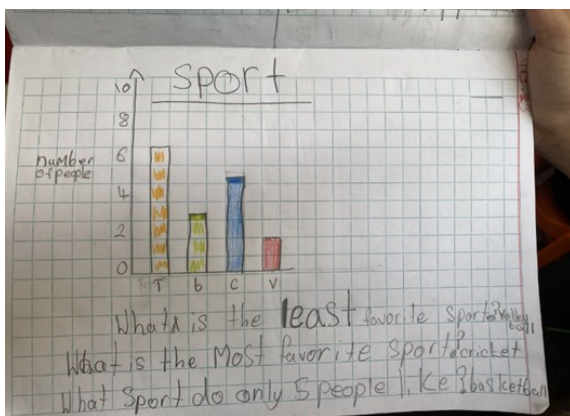 Sport
10
8
6
number
of people
4
2
0
T b C V
What is the least favorite sport? Volley
ball
What is the Most favorite sport? cricket
What Sport do only 5 people like? basketball